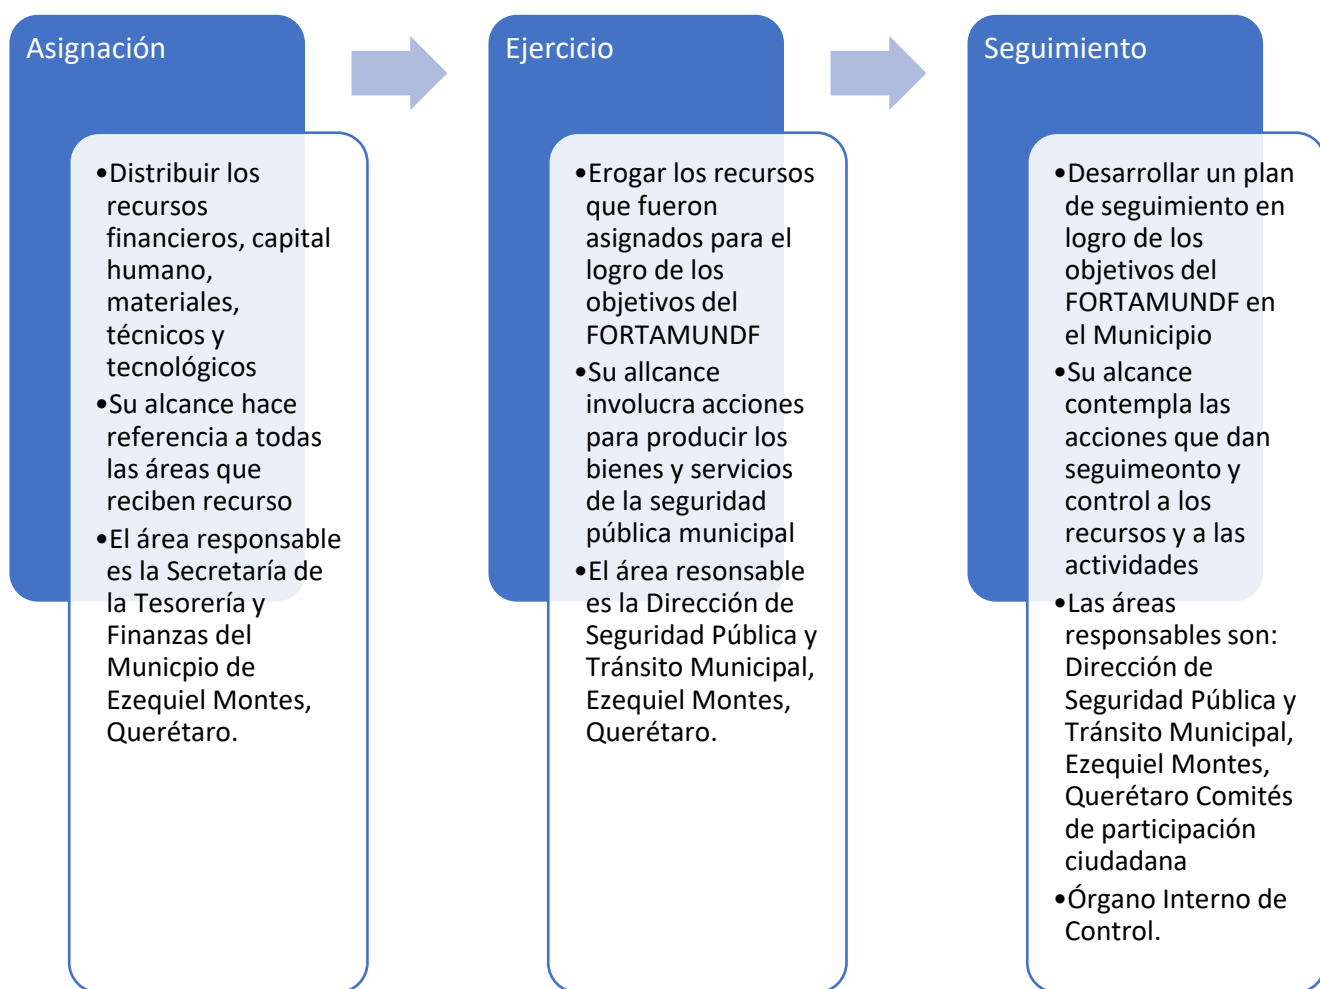 Asignación
•Distribuir los
recursos
financieros, capital
humano,
materiales,
técnicos y
tecnológicos
•Su alcance hace
referencia a todas
las áreas que
reciben recurso
•El área responsable
es la Secretaría de
la Tesorería y
Finanzas del
Municpio de
Ezequiel Montes,
Querétaro.
Ejercicio
•Erogar los recursos
que fueron
asignados para el
logro de los
objetivos del
FORTAMUNDF
•Su allcance
involucra acciones
para producir los
bienes y servicios
de la seguridad
pública municipal
•El área resonsable
es la Dirección de
Seguridad Pública y
Tránsito Municipal,
Ezequiel Montes,
Querétaro.
Seguimiento
•Desarrollar un plan
de seguimiento en
logro de los
objetivos del
FORTAMUNDF en
el Municipio
•Su alcance
contempla las
acciones que dan
seguimeonto y
control a los
recursos y a las
actividades
•Las áreas
responsables son:
Dirección de
Seguridad Pública y
Tránsito Municipal,
Ezequiel Montes,
Querétaro Comités
de participación
ciudadana
•Órgano Interno de
Control.